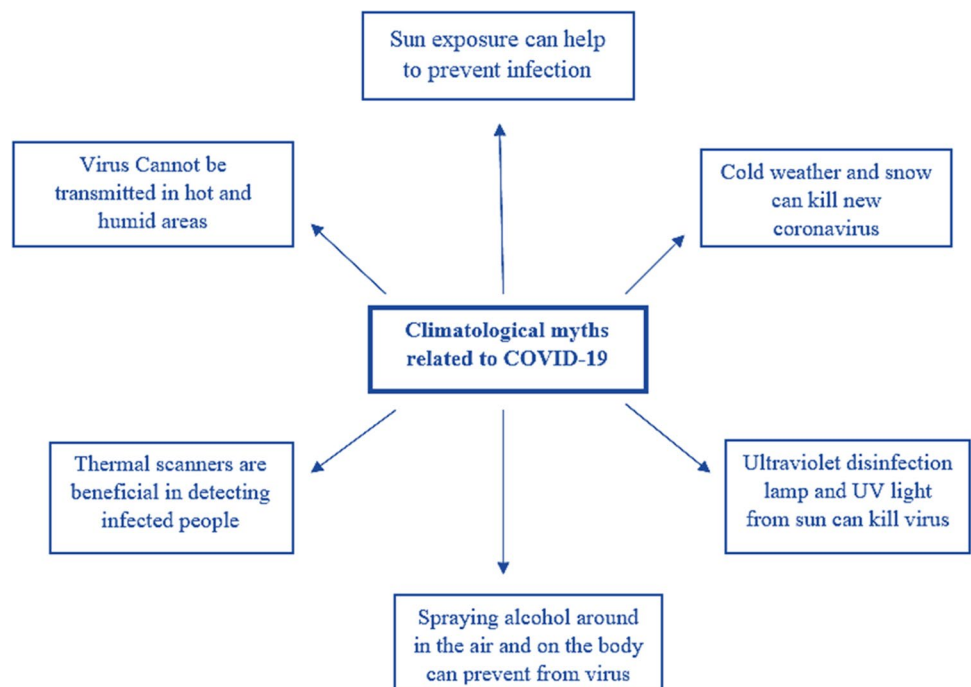 Sun exposure can help
to prevent infection
Virus Cannot be
transmitted in hot and
humid areas
Cold weather and snow
can kill new
coronavirus
Climatological myths
related to COVID-19
Thermal scanners are
beneficial in detecting
infected people
Ultraviolet disinfection
lamp and UV light
from sun can kill virus
Spraying alcohol around
in the air and on the body
can prevent from virus